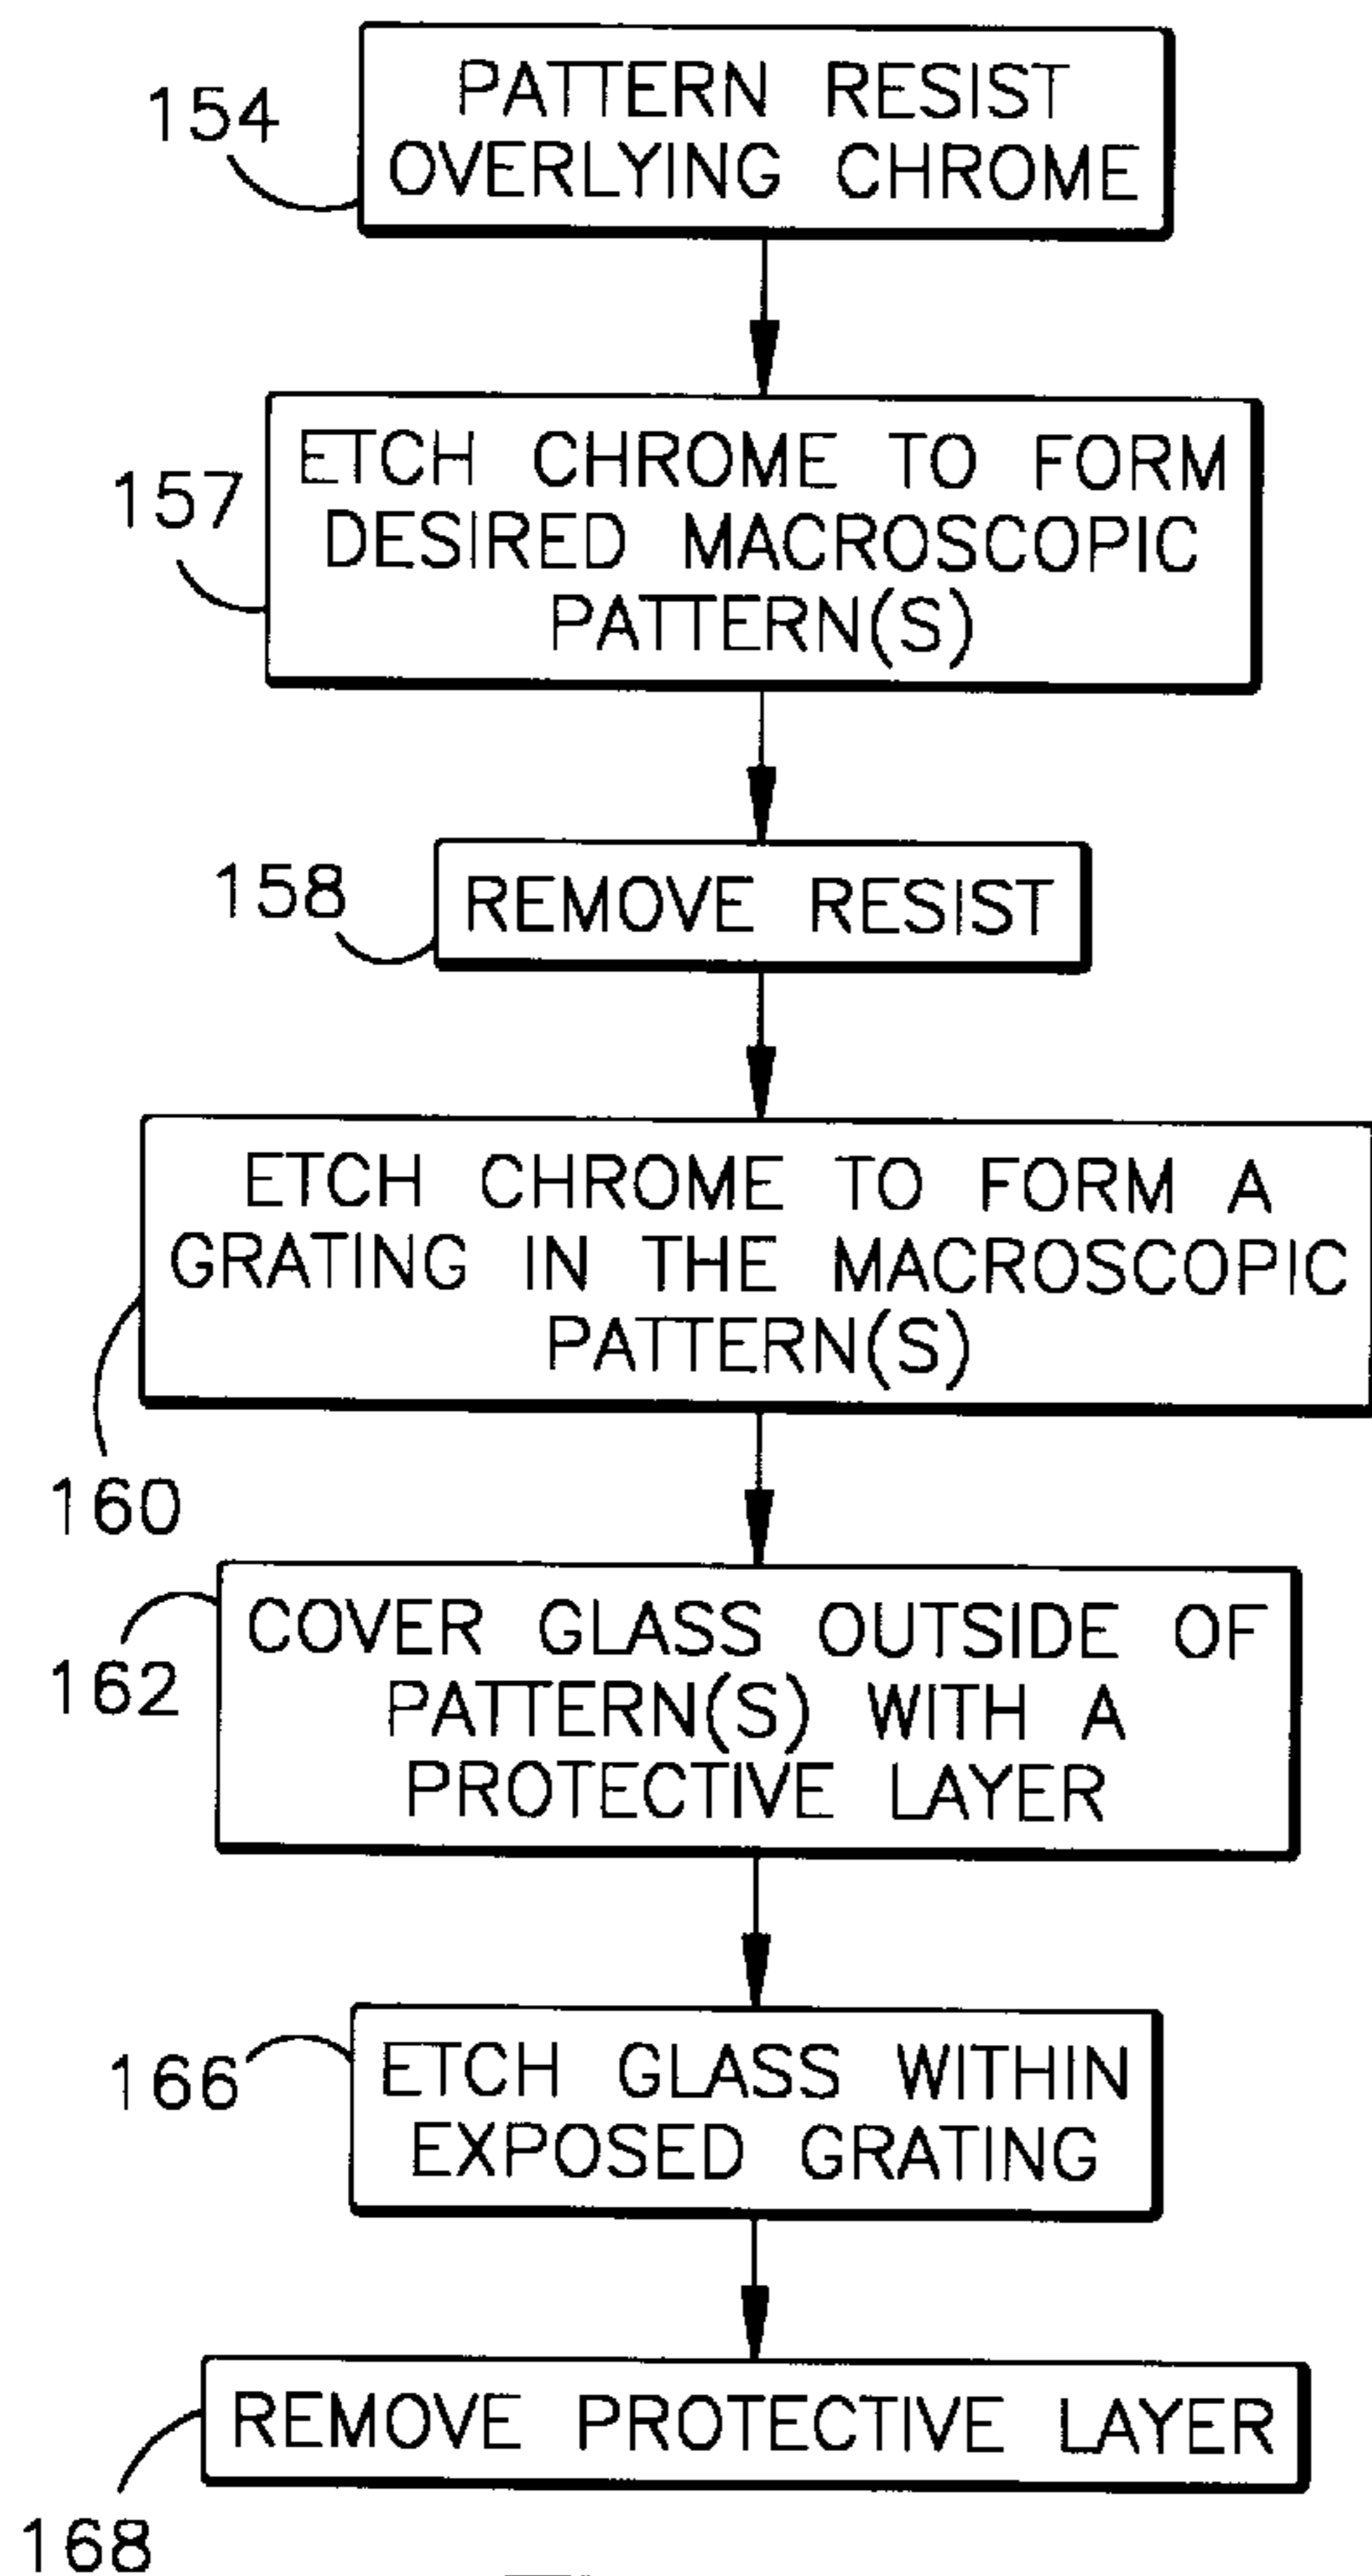 154
PATTERN RESIST
OVERLYING CHROME
157
ETCH CHROME TO FORM
DESIRED MACROSCOPIC
PATTERN(S)
158
REMOVE RESIST
160
ETCH CHROME TO FORM A
GRATING IN THE MACROSCOPIC
PATTERN(S)
162
COVER GLASS OUTSIDE OF
PATTERN(S) WITH A
PROTECTIVE LAYER
166
ETCH GLASS WITHIN
EXPOSED GRATING
168
REMOVE PROTECTIVE LAYER